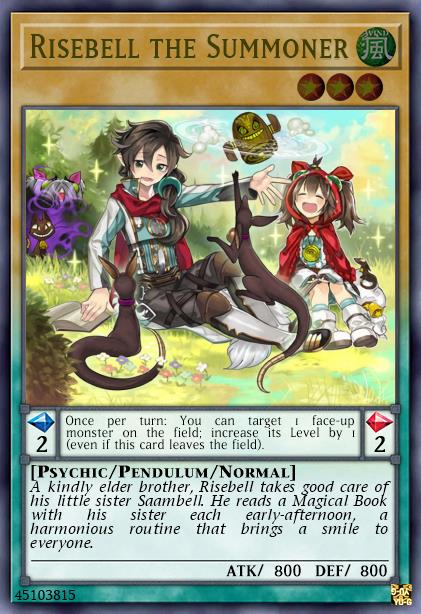 RISEBELL THE SUMMONER
WIND
風
Once per turn: You can target 1 face-up
monster on the field; increase its Level by 1
(even if this card leaves the field).
2
2
[PSYCHIC/PENDULUM/NORMAL]
A kindly elder brother, Risebell takes good care of
his little sister Saambell. He reads a Magical Book
with his sister each early-afternoon, a
harmonious routine that brings a smile to
everyone.
ATK/ 800 DEF/ 800
45103815